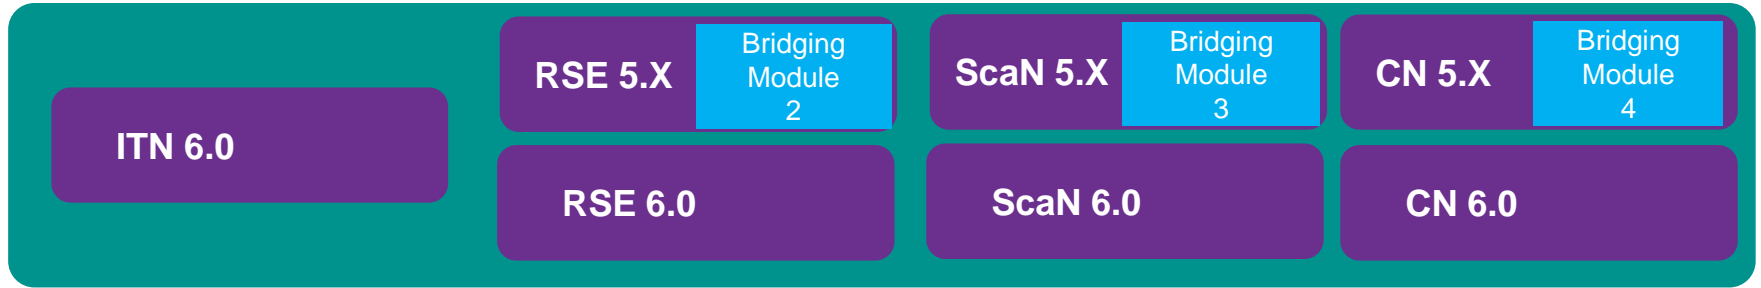 ITN 6.0
RSE 5.X
Bridging
Module
2
RSE 6.0
ScaN 5.X
Bridging
Module
3
ScaN 6.0
CN 5.X
Bridging
Module
4
CN 6.0